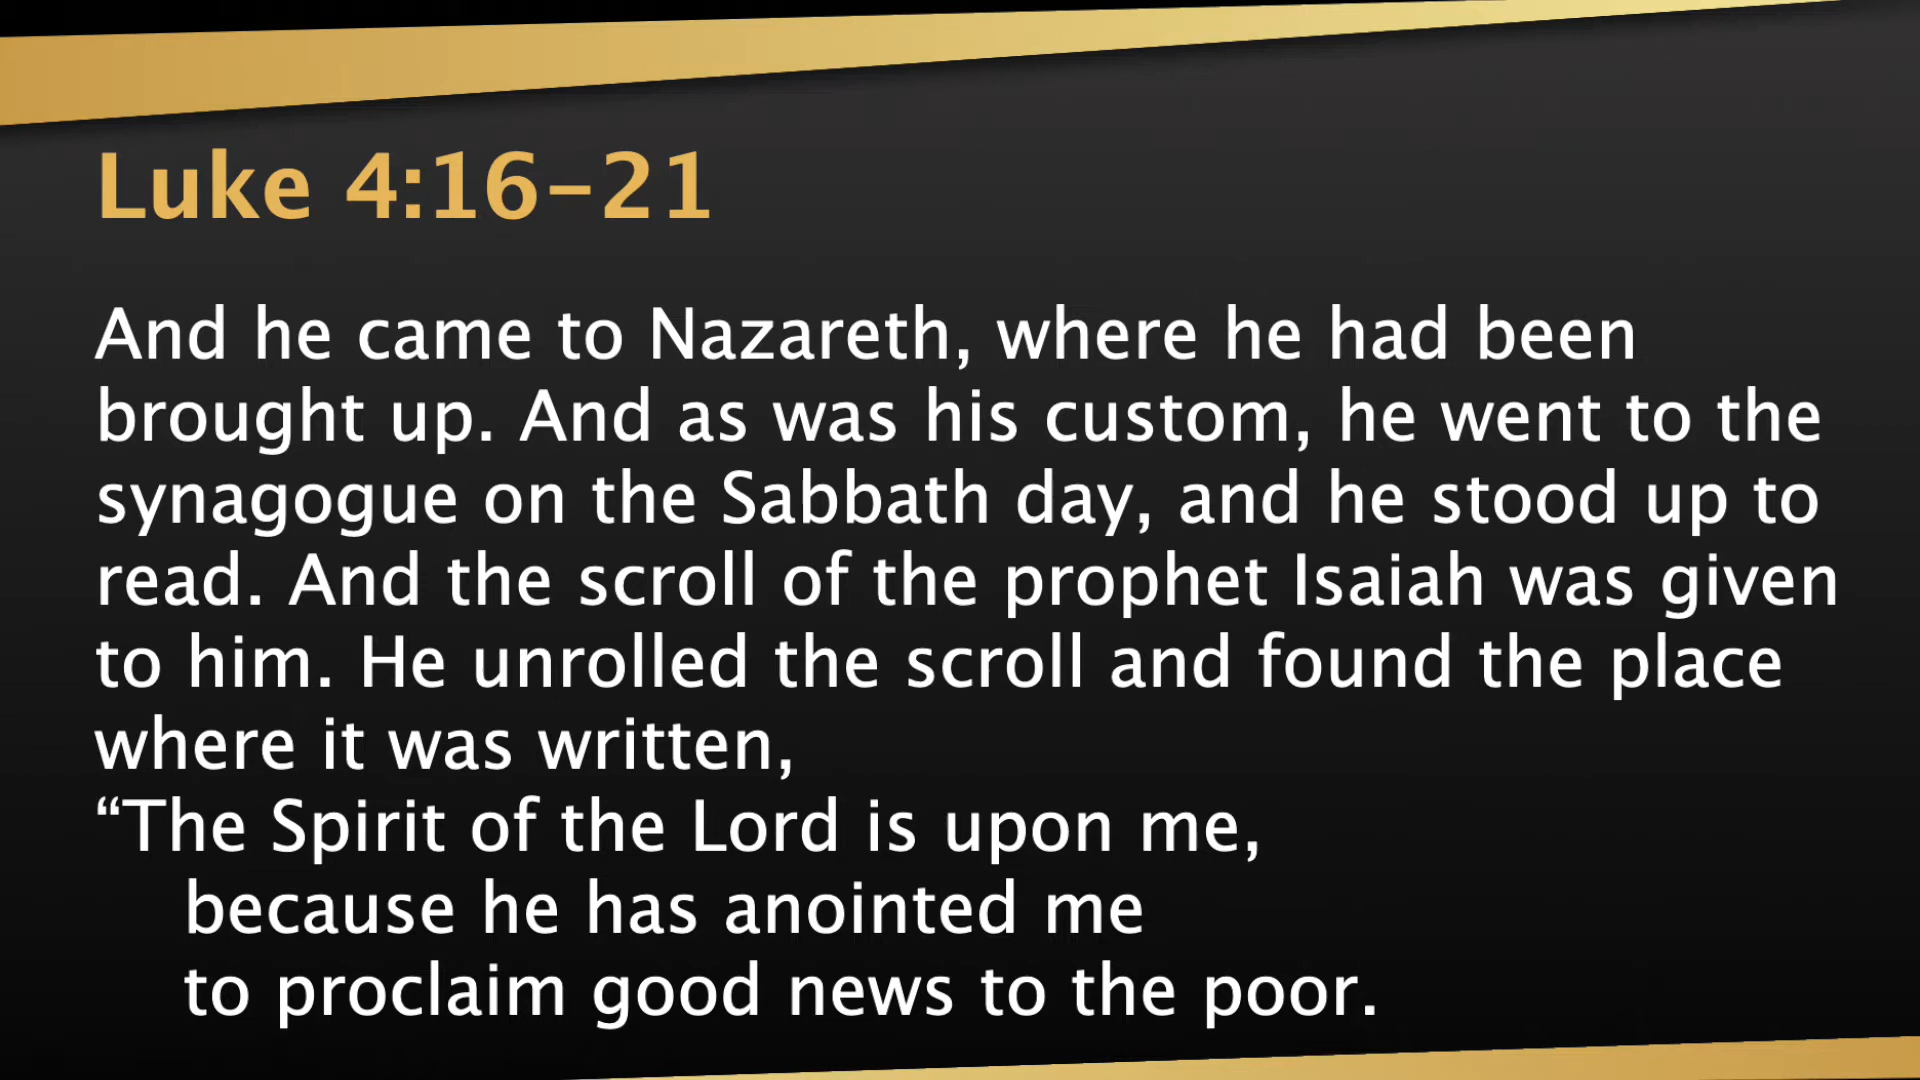 Luke 4:16–21
And he came to Nazareth, where he had been
brought up. And as was his custom, he went to the
synagogue on the Sabbath day, and he stood up to
read. And the scroll of the prophet Isaiah was given
to him. He unrolled the scroll and found the place
where it was written,
“The Spirit of the Lord is upon me,
because he has anointed me
to proclaim good news to the poor.